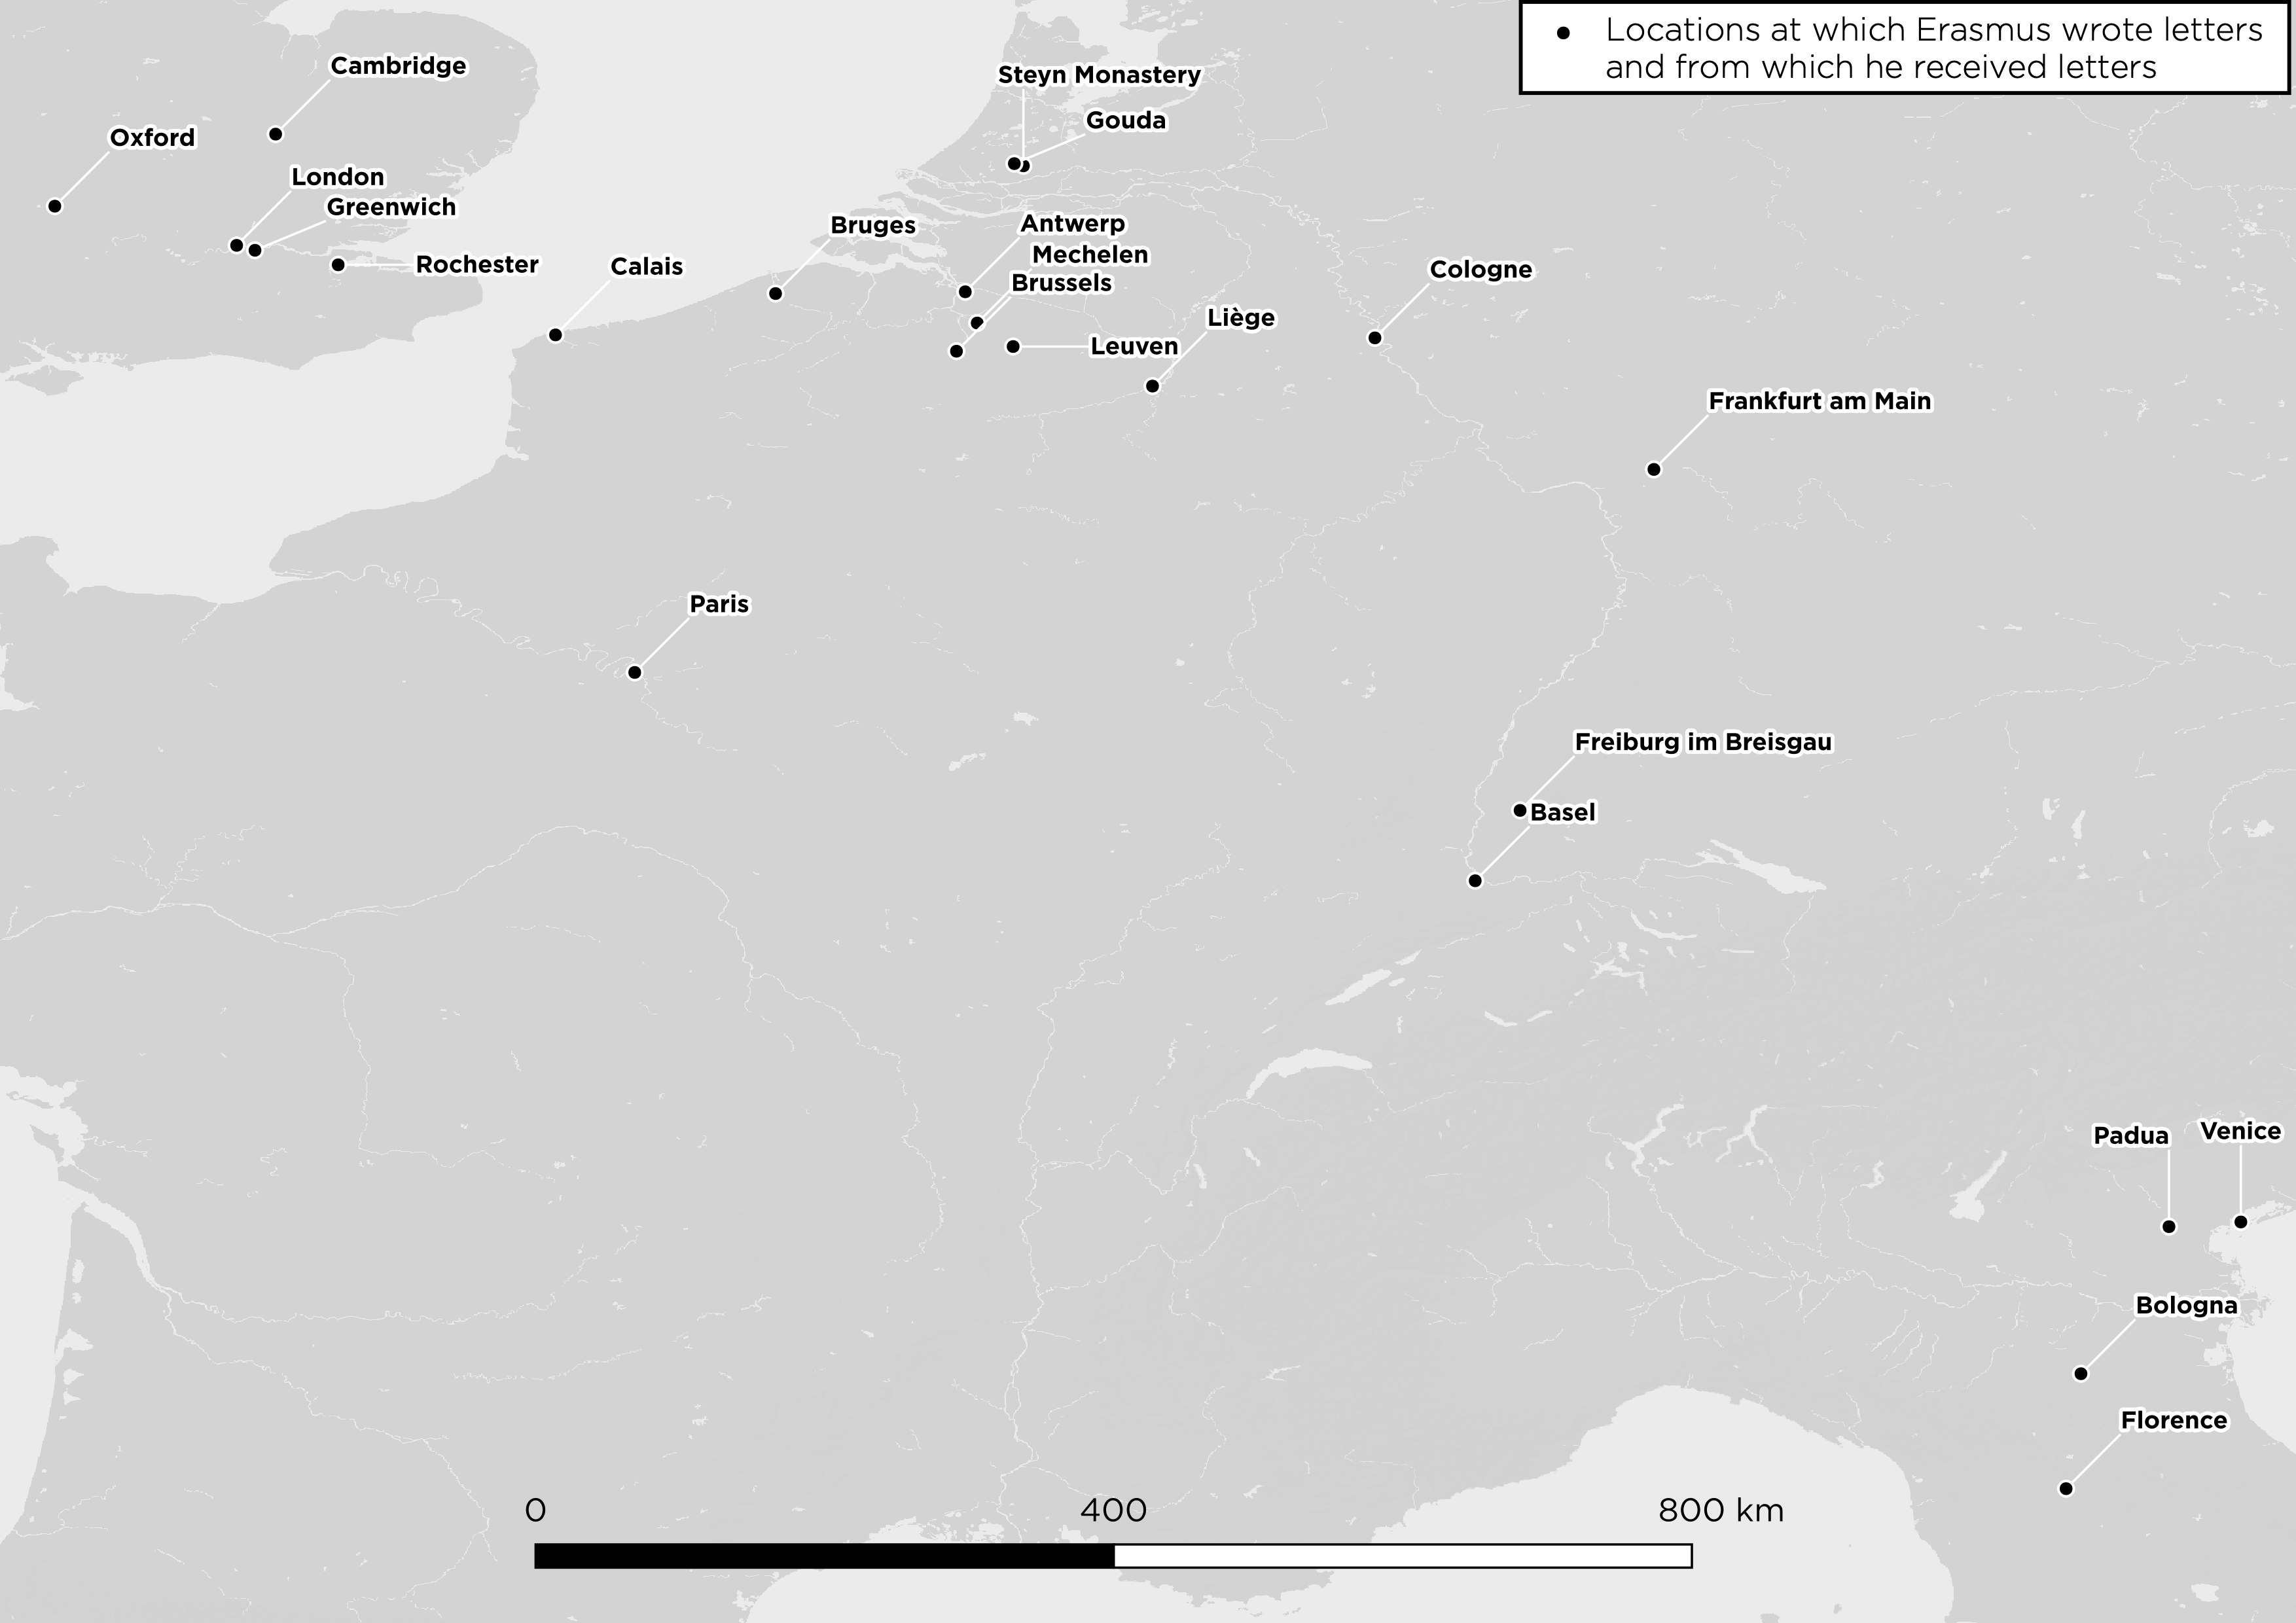 Locations at which Erasmus wrote letters
and from which he received letters
Cambridge
Steyn Monastery
Gouda
Oxford
London
Greenwich
Rochester
Calais
Bruges
Antwerp
Mechelen
Brussels
Leuven
Liège
Cologne
Frankfurt am Main
Paris
Freiburg im Breisgau
Basel
Padua
Venice
Bologna
Florence
0 400 800 km